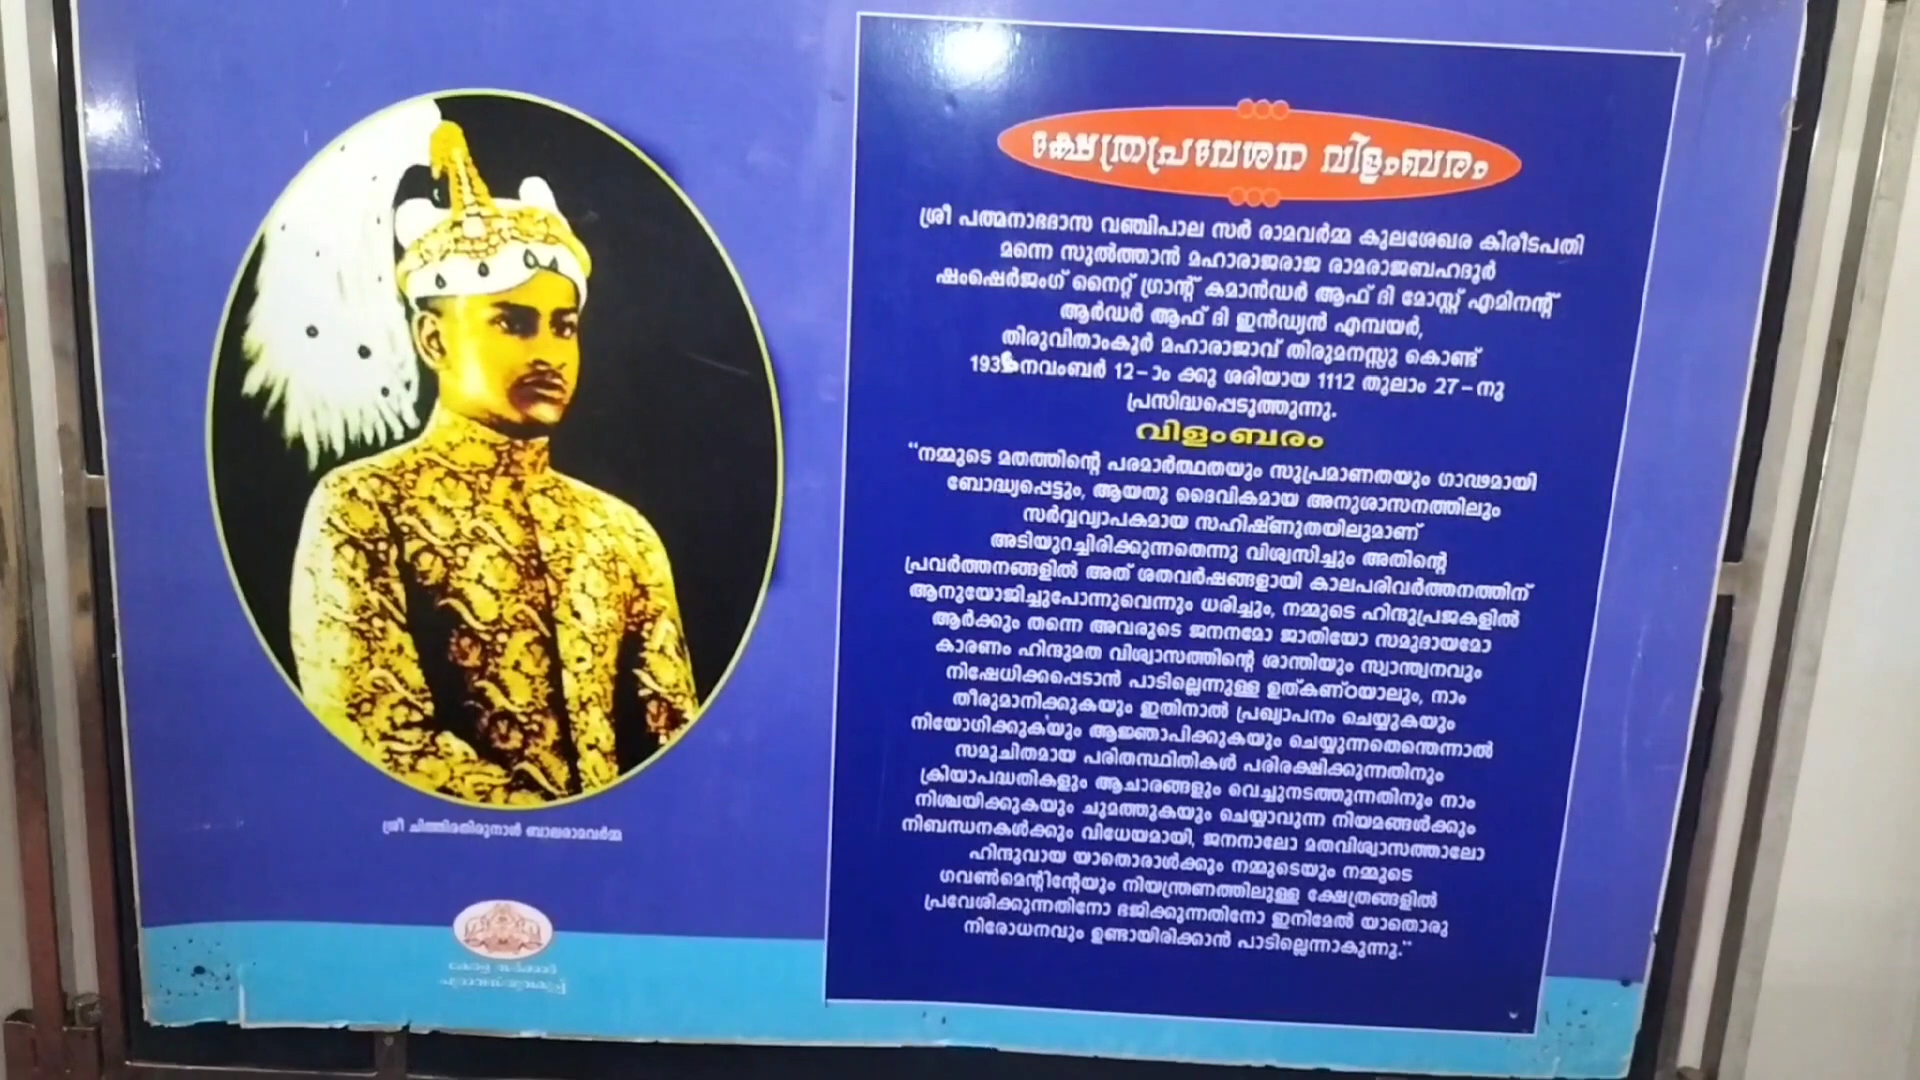 ക്ഷേത്രപ്രവേശന വിളംബരം
ശ്രീ പത്മനാഭദാസ വഞ്ചിപാല സർ രാമവർമ്മ കുലശേഖര കിരീടപതി
മന്നെ സുൽത്താൻ മഹാരാജരാജ രാമരാജബഹദൂർ
ഷംഷെർജംഗ് നൈറ്റ് ഗ്രാന്റ് കമാൻഡർ ആഫ് ദി മോസ്റ്റ് എമിനന്റ്
ആർഡർ ആഫ് ദി ഇൻഡ്യൻ എമ്പയർ,
തിരുവിതാംകൂർ മഹാരാജാവ് തിരുമനസ്സു കൊണ്ട്
നവംബർ 12-ാം ക്കു ശരിയായ 1112 തുലാം 27-നു
പ്രസിദ്ധപ്പെടുത്തുന്നു.
വിളംബരം
“നമ്മുടെ മതത്തിന്റെ പരമാർത്ഥതയും സുപ്രമാണതയും ഗാഢമായി
ബോദ്ധ്യപ്പെട്ടും, ആയതു ദൈവികമായ അനുശാസനത്തിലും
സർവ്വവ്യാപകമായ സഹിഷ്ണുതയിലുമാണ്
അടിയുറച്ചിരിക്കുന്നതെന്നു വിശ്വസിച്ചും അതിന്റെ
പ്രവർത്തനങ്ങളിൽ അത് ശതവർഷങ്ങളായി കാലപരിവർത്തനത്തിന്
ആനുയോജിച്ചുപോന്നുവെന്നും ധരിച്ചും, നമ്മുടെ ഹിന്ദുപ്രജകളിൽ
ആർക്കും തന്നെ അവരുടെ ജനനമോ ജാതിയോ സമുദായമോ
കാരണം ഹിന്ദുമത വിശ്വാസത്തിന്റെ ശാന്തിയും സ്വാന്ത്വനവും
നിഷേധിക്കപ്പെടാൻ പാടില്ലെന്നുള്ള ഉത്കണ്ഠയാലും, നാം
തീരുമാനിക്കുകയും ഇതിനാൽ പ്രഖ്യാപനം ചെയ്യുകയും
നിയോഗിക്കുകയും ആജ്ഞാപിക്കുകയും ചെയ്യുന്നതെന്തെന്നാൽ
സമുചിതമായ പരിതസ്ഥിതികൾ പരിരക്ഷിക്കുന്നതിനും
ക്രിയാപദ്ധതികളും ആചാരങ്ങളും വെച്ചുനടത്തുന്നതിനും നാം
നിശ്ചയിക്കുകയും ചുമത്തുകയും ചെയ്യാവുന്ന നിയമങ്ങൾക്കും
നിബന്ധനകൾക്കും വിധേയമായി, ജനനാലോ മതവിശ്വാസത്താലോ
ഹിന്ദുവായ യാതൊരാൾക്കും നമ്മുടെയും നമ്മുടെ
ഗവൺമെന്റിന്റേയും നിയന്ത്രണത്തിലുള്ള ക്ഷേത്രങ്ങളിൽ
പ്രവേശിക്കുന്നതിനോ ഭജിക്കുന്നതിനോ ഇനിമേൽ യാതൊരു
നിരോധനവും ഉണ്ടായിരിക്കാൻ പാടില്ലെന്നാകുന്നു.”
ശ്രീ ചിത്തിരതിരുനാൾ ബാലരാമവർമ്മ